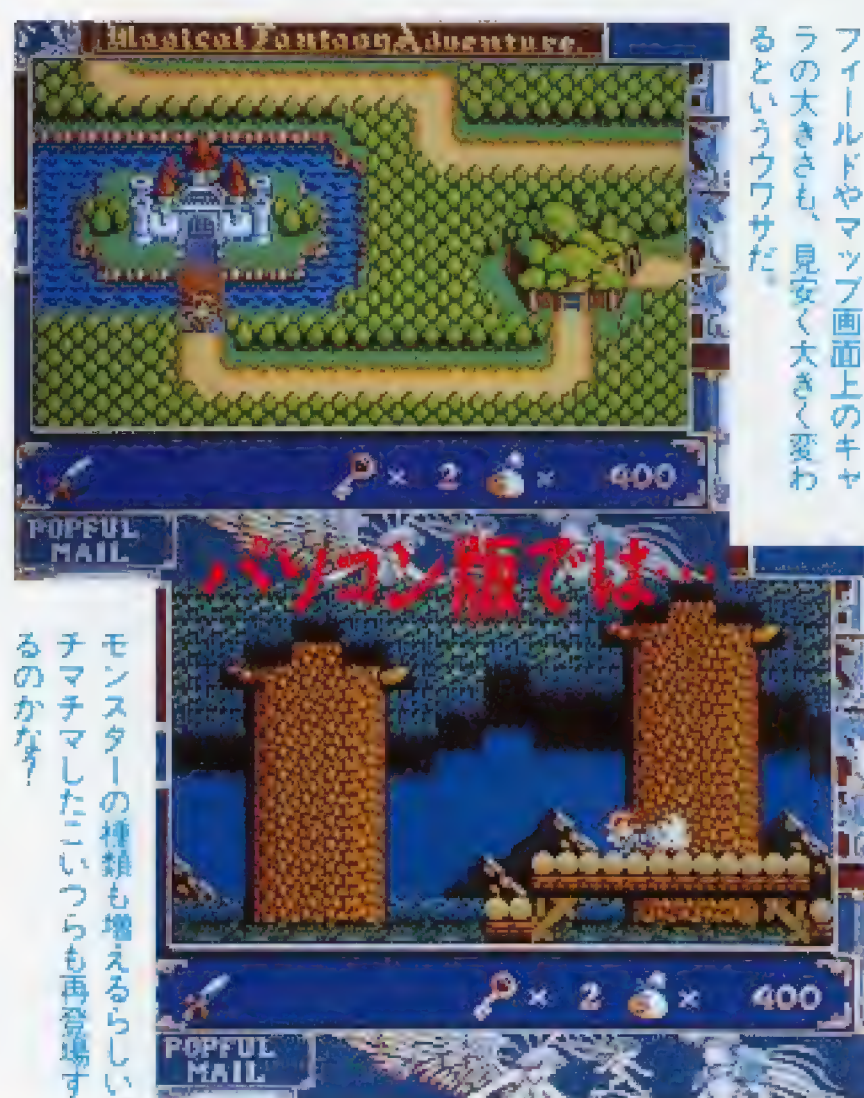 フィールドやマップ画面上のキャ
ラの大きさも、見安く大きく変わ
るというウワサだ。
Magical Fantasy Adventure
× 2 × 400
POPFUL
MAIL
パソコン版では…
× 2 × 400
POPFUL
MAIL
モンスターの種類も増えるらしい
チマチマしたこいつらも再登場す
るのかな？